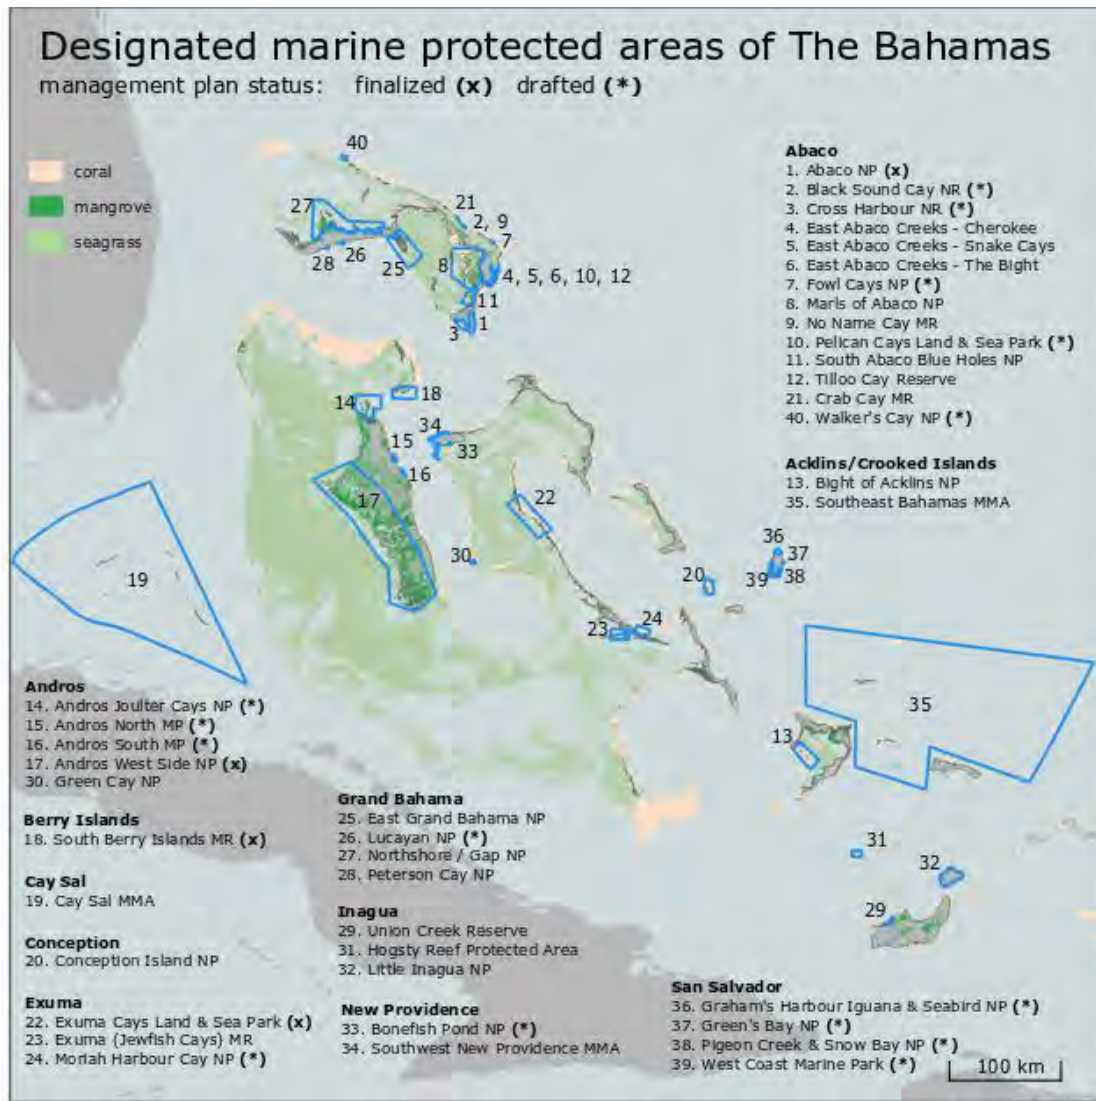 Designated marine protected areas of The Bahamas
management plan status: finalized (x) drafted (*)
coral
mangrove
seagrass
40
27
21
2, 9
7
28
26
25
8
4, 5, 6, 10, 12
11
3
1
14
18
34
15
33
16
17
22
19
30
36
37
20
39
38
23
24
35
13
31
32
29
Abaco
1. Abaco NP (x)
2. Black Sound Cay NR (*)
3. Cross Harbour NR (*)
4. East Abaco Creeks - Cherokee
5. East Abaco Creeks - Snake Cays
6. East Abaco Creeks - The Bight
7. Fowl Cays NP (*)
8. Marls of Abaco NP
9. No Name Cay MR
10. Pelican Cays Land & Sea Park (*)
11. South Abaco Blue Holes NP
12. Tilloo Cay Reserve
21. Crab Cay MR
40. Walker's Cay NP (*)
Acklins/Crooked Islands
13. Bight of Acklins NP
35. Southeast Bahamas MMA
Andros
14. Andros Joulter Cays NP (*)
15. Andros North MP (*)
16. Andros South MP (*)
17. Andros West Side NP (x)
30. Green Cay NP
Berry Islands
18. South Berry Islands MR (x)
Cay Sal
19. Cay Sal MMA
Conception
20. Conception Island NP
Exuma
22. Exuma Cays Land & Sea Park (x)
23. Exuma (Jewfish Cays) MR
24. Moriah Harbour Cay NP (*)
Grand Bahama
25. East Grand Bahama NP
26. Lucayan NP (*)
27. Northshore / Gap NP
28. Peterson Cay NP
Inagua
29. Union Creek Reserve
31. Hogsty Reef Protected Area
32. Little Inagua NP
New Providence
33. Bonefish Pond NP (*)
34. Southwest New Providence MMA
San Salvador
36. Graham's Harbour Iguana & Seabird NP (*)
37. Green's Bay NP (*)
38. Pigeon Creek & Snow Bay NP (*)
39. West Coast Marine Park (*)
100 km